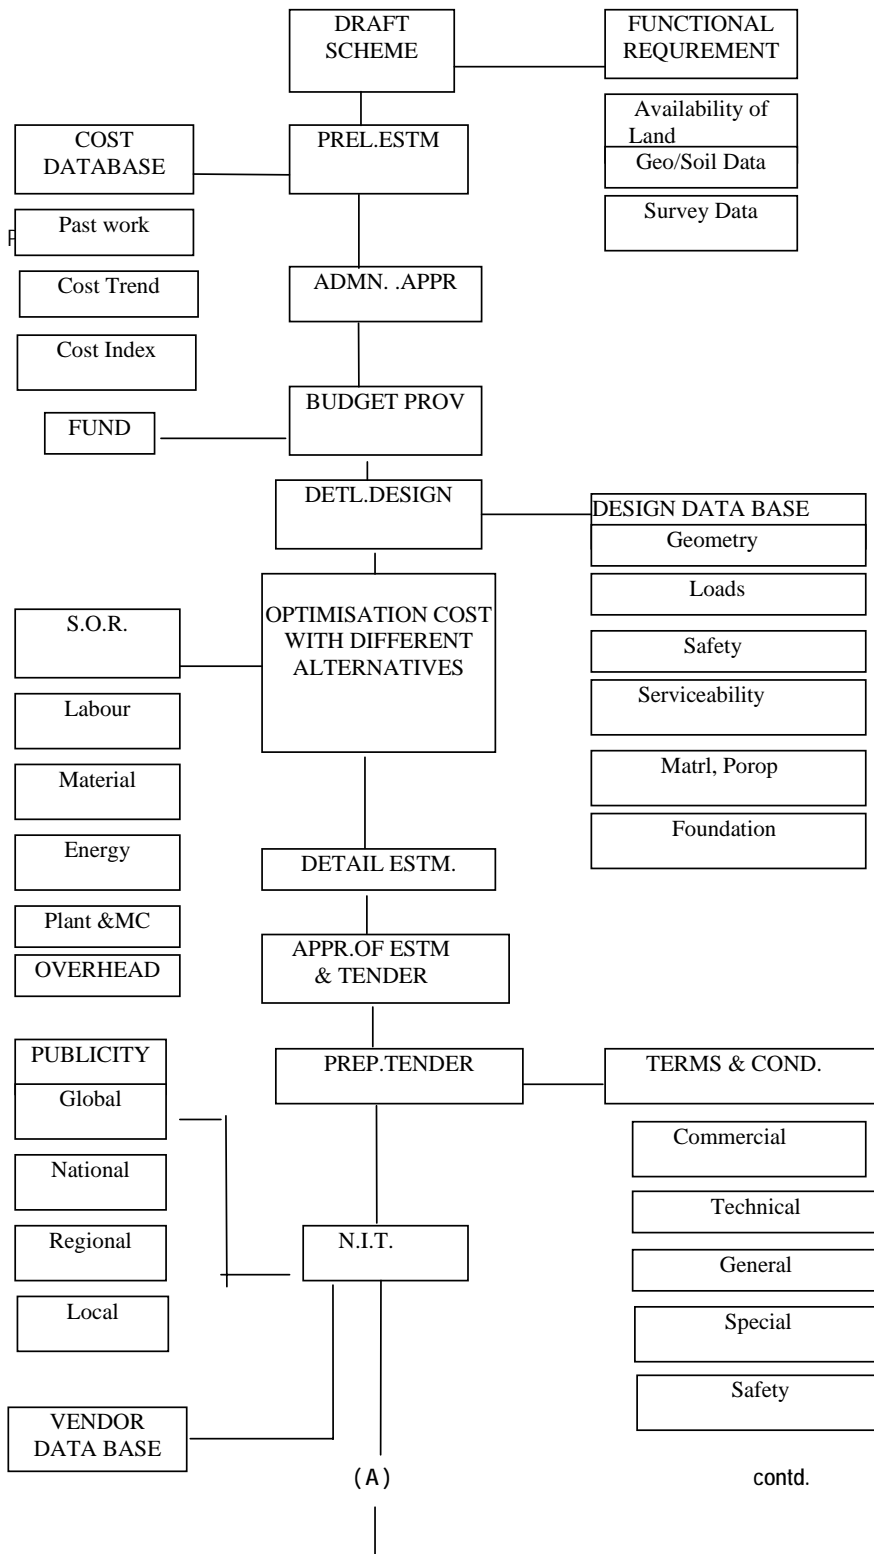 DRAFT
SCHEME
FUNCTIONAL
REQUREMENT
Availability of
Land
Geo/Soil Data
Survey Data
COST
DATABASE
PREL.ESTM
Past work
Cost Trend
Cost Index
ADMN. .APPR
BUDGET PROV
FUND
DETL.DESIGN
DESIGN DATA BASE
Geometry
Loads
Safety
Serviceability
Matrl, Porop
Foundation
OPTIMISATION COST
WITH DIFFERENT
ALTERNATIVES
S.O.R.
Labour
Material
Energy
Plant &MC
OVERHEAD
DETAIL ESTM.
APPR.OF ESTM
& TENDER
PUBLICITY
Global
National
Regional
Local
PREP.TENDER
TERMS & COND.
Commercial
Technical
General
Special
Safety
N.I.T.
VENDOR
DATA BASE
(A)
contd.